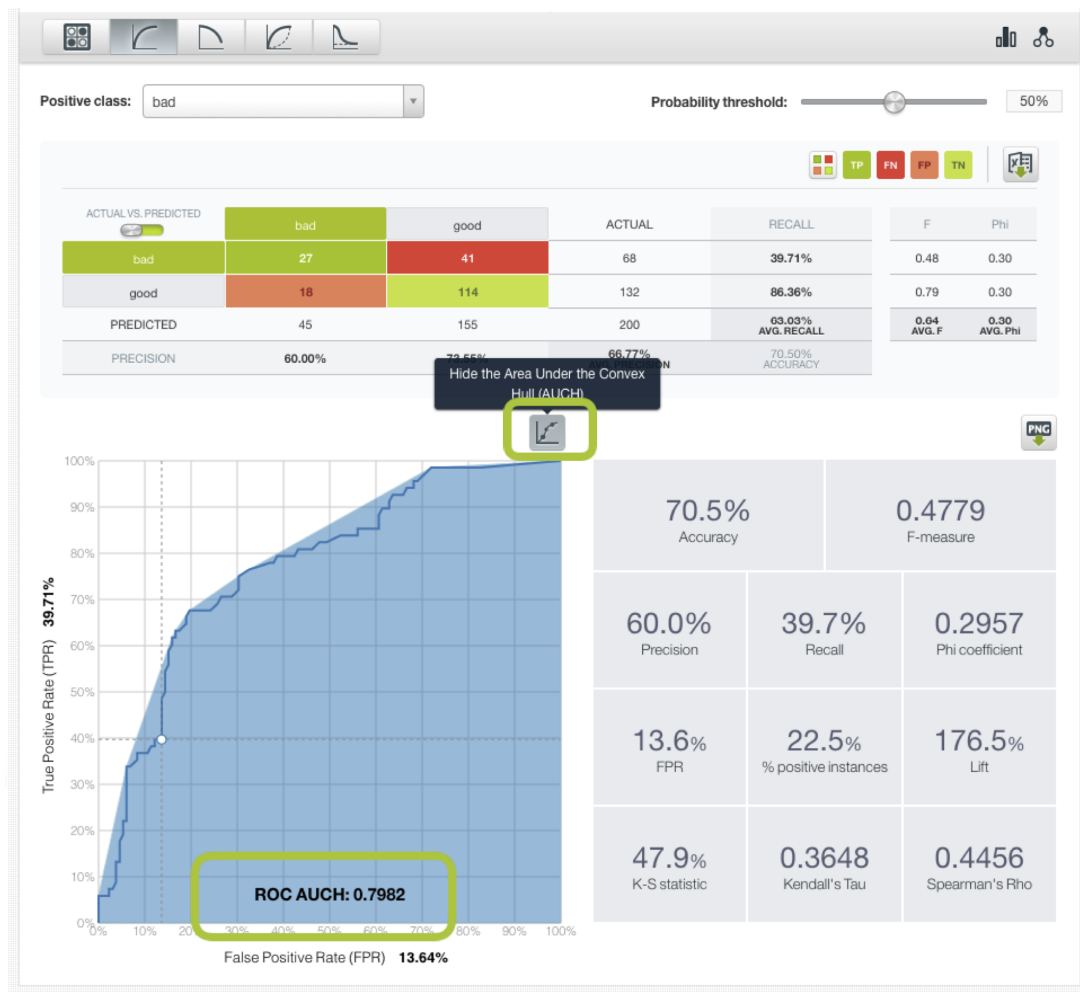 Positive class: bad
Probability threshold: 50%
TP FN FP TN
ACTUAL VS. PREDICTED bad good ACTUAL RECALL F Phi
bad 27 41 68 39.71% 0.48 0.30
good 18 114 132 86.36% 0.79 0.30
PREDICTED 45 155 200 63.03% AVG. RECALL 0.64 AVG. F 0.30 AVG. Phi
PRECISION 60.00% 73.55% 66.77% 70.50% ACCURACY
Hide the Area Under the Convex
Hull (AUCH)
PNG
100%
90%
80%
70%
60%
50%
40%
30%
20%
10%
0%
True Positive Rate (TPR) 39.71%
ROC AUCH: 0.7982
0% 10% 20 30% 40% 50% 60% 70% 80% 90% 100%
False Positive Rate (FPR) 13.64%
70.5% 0.4779
Accuracy F-measure
60.0% 39.7% 0.2957
Precision Recall Phi coefficient
13.6% 22.5% 176.5%
FPR % positive instances Lift
47.9% 0.3648 0.4456
K-S statistic Kendall's Tau Spearman's Rho